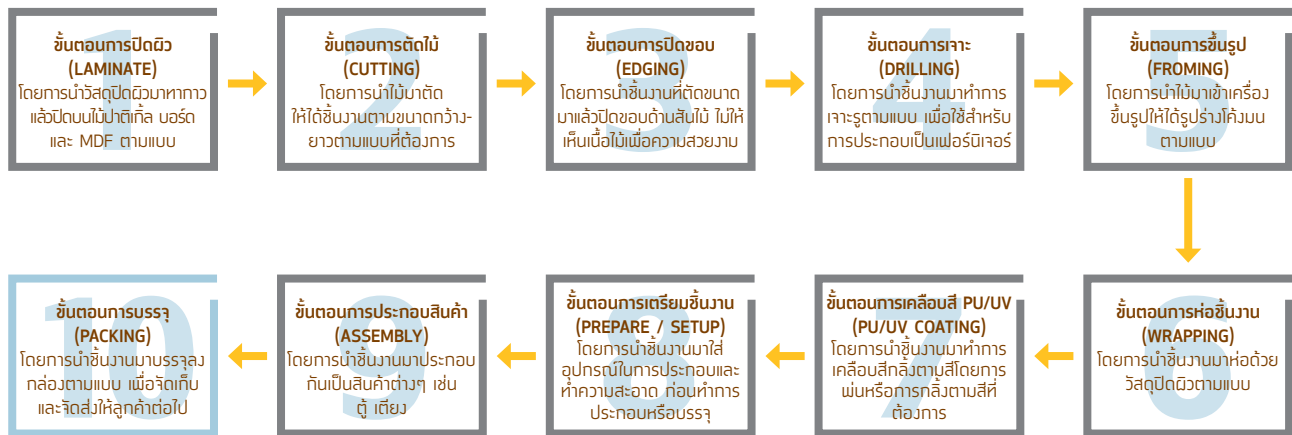 1
ขั้นตอนการปิดผิว
(LAMINATE)
โดยการนำวัสดุปิดผิวมาทากาว
แล้วปิดบนไม้ปาติเกิ้ล บอร์ด
และ MDF ตามแบบ
2
ขั้นตอนการตัดไม้
(CUTTING)
โดยการนำไม้มาตัด
ให้ได้ชิ้นงานตามขนาดกว้าง-
ยาวตามแบบที่ต้องการ
3
ขั้นตอนการปิดขอบ
(EDGING)
โดยการนำชิ้นงานที่ตัดขนาด
มาแล้วปิดขอบด้านสันไม้ ไม่ให้
เห็นเนื้อไม้เพื่อความสวยงาม
4
ขั้นตอนการเจาะ
(DRILLING)
โดยการนำชิ้นงานมาทำการ
เจาะรูตามแบบ เพื่อใช้สำหรับ
การประกอบเป็นเฟอร์นิเจอร์
5
ขั้นตอนการขึ้นรูป
(FROMING)
โดยการนำไม้มาเข้าเครื่อง
ขึ้นรูปให้ได้รูปร่างโค้งมน
ตามแบบ
6
ขั้นตอนการห่อชิ้นงาน
(WRAPPING)
โดยการนำชิ้นงานมาห่อด้วย
วัสดุปิดผิวตามแบบ
7
ขั้นตอนการเคลือบสี PU/UV
(PU/UV COATING)
โดยการนำชิ้นงานมาทำการ
เคลือบสีกลิ้งตามสีโดยการ
พ่นหรือการกลิ้งตามสีที่
ต้องการ
8
ขั้นตอนการเตรียมชิ้นงาน
(PREPARE / SETUP)
โดยการนำชิ้นงานมาใส่
อุปกรณ์ในการประกอบและ
ทำความสะอาด ก่อนทำการ
ประกอบหรือบรรจุ
9
ขั้นตอนการประกอบสินค้า
(ASSEMBLY)
โดยการนำชิ้นงานมาประกอบ
กันเป็นสินค้าต่างๆ เช่น
ตู้ เตียง
10
ขั้นตอนการบรรจุ
(PACKING)
โดยการนำชิ้นงานมาบรรจุลง
กล่องตามแบบ เพื่อจัดเก็บ
และจัดส่งให้ลูกค้าต่อไป